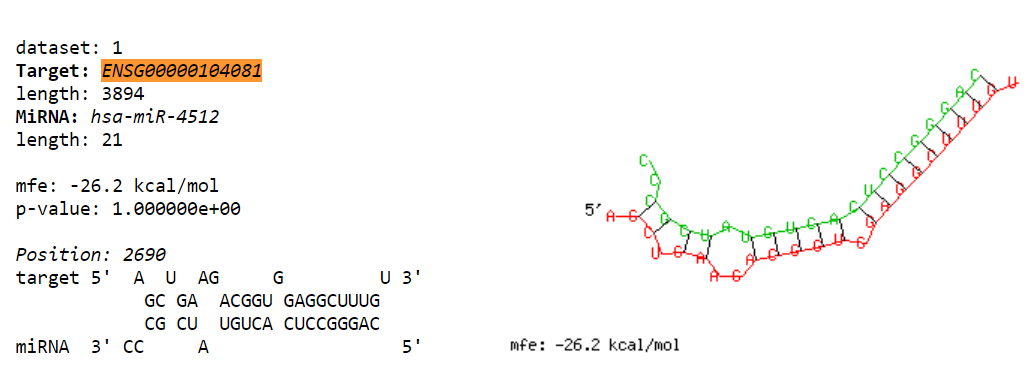 dataset: 1
Target: ENSG00000104081
length: 3894
MiRNA: hsa-miR-4512
length: 21
mfe: -26.2 kcal/mol
p-value: 1.000000e+00
Position: 2690
target 5'  A  U  AG     G         U 3'
            GC GA  ACGGU GAGGCUUUG
            CG CU  UGUCA CUCCGGGAC
miRNA  3' CC     A                  5'
5'
mfe: -26.2 kcal/mol